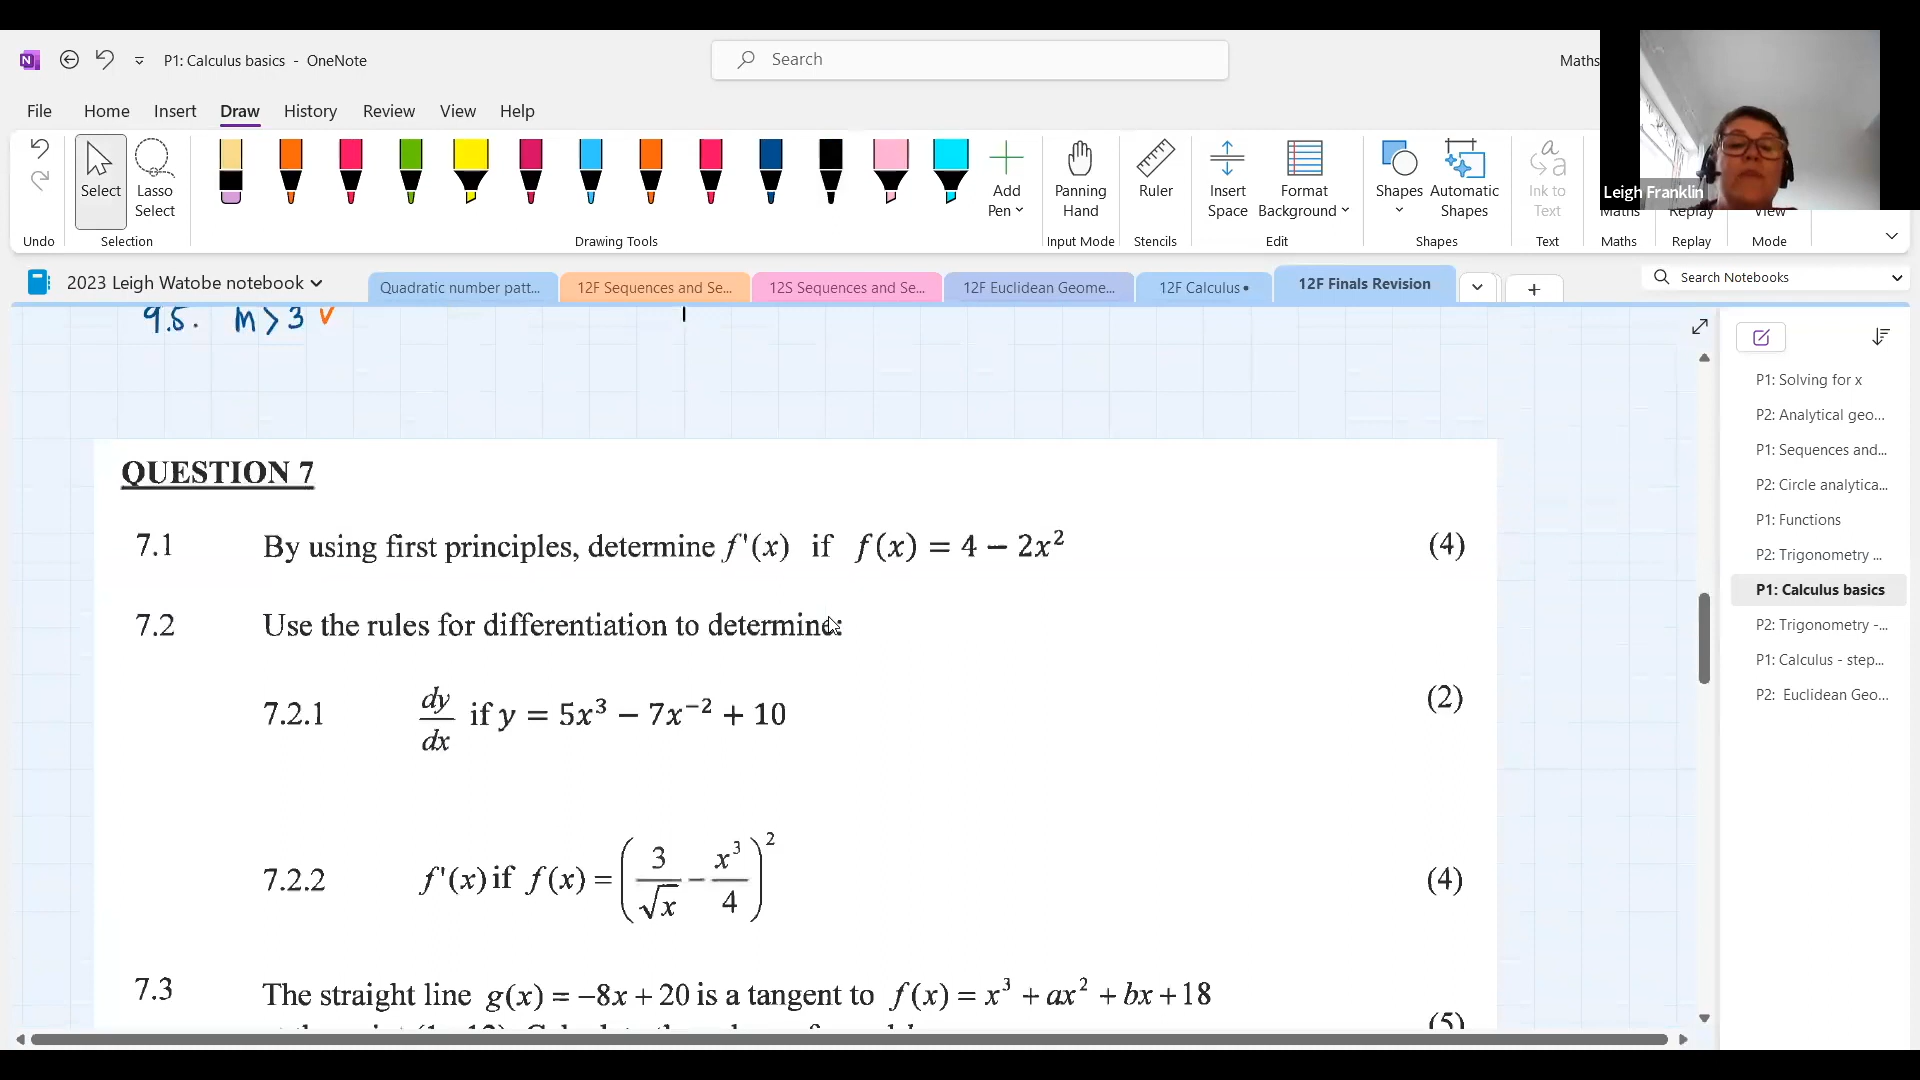 P1: Calculus basics - OneNote
Search
Maths
File Home Insert Draw History Review View Help
Select
Lasso Select
Add Pen
Panning Hand
Ruler
Insert Space
Format Background
Shapes
Automatic Shapes
Ink to Text
Maths
Replay
View
Leigh Franklin
Undo Selection Drawing Tools Input Mode Stencils Edit Shapes Text Maths Replay Mode
2023 Leigh Watobe notebook
Quadratic number patt...
12F Sequences and Se...
12S Sequences and Se...
12F Euclidean Geome...
12F Calculus •
12F Finals Revision
Search Notebooks
9.5. m > 3 ✓
QUESTION 7
7.1 By using first principles, determine f'(x) if f(x) = 4 − 2x² (4)
7.2 Use the rules for differentiation to determine:
7.2.1 dy/dx if y = 5x³ − 7x⁻² + 10 (2)
7.2.2 f'(x) if f(x) = (3/√x − x³/4)² (4)
7.3 The straight line g(x) = −8x + 20 is a tangent to f(x) = x³ + ax² + bx + 18
(5)
P1: Solving for x
P2: Analytical geo...
P1: Sequences and...
P2: Circle analytica...
P1: Functions
P2: Trigonometry ...
P1: Calculus basics
P2: Trigonometry -...
P1: Calculus - step...
P2: Euclidean Geo...